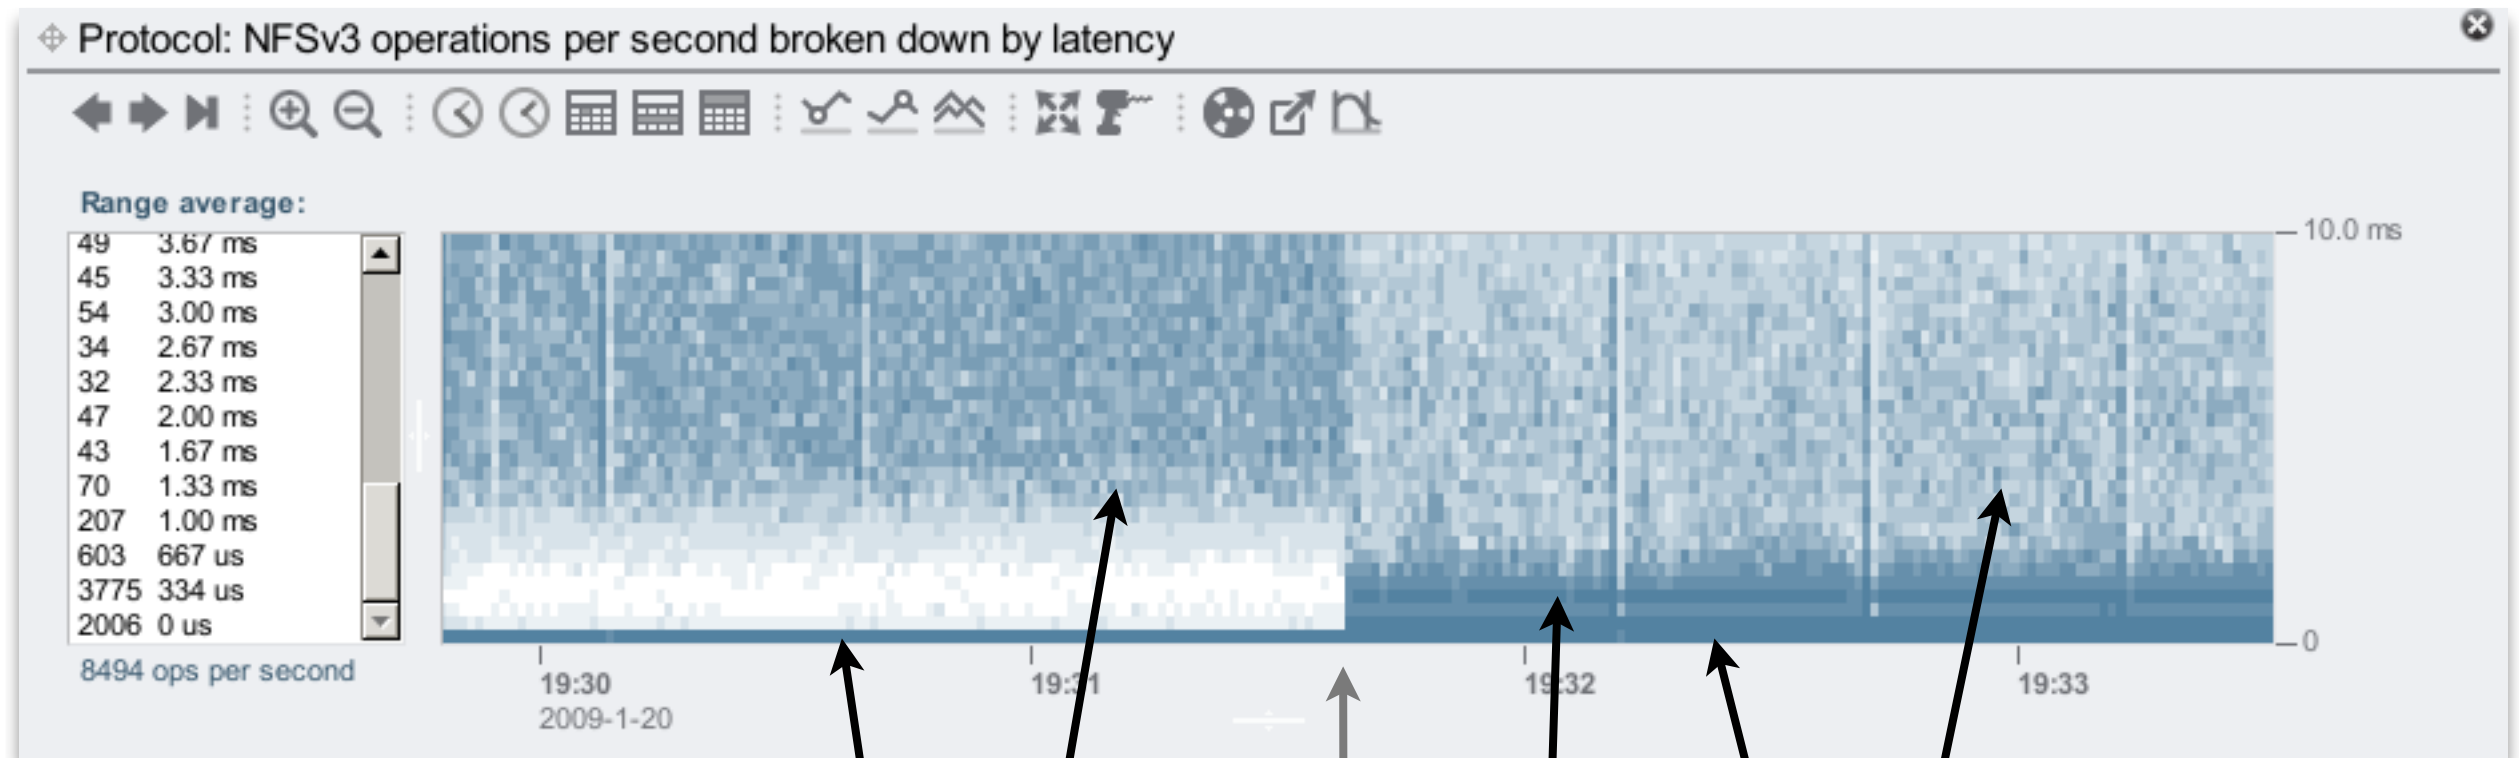 Protocol: NFSv3 operations per second broken down by latency
Range average:
49 3.67 ms
45 3.33 ms
54 3.00 ms
34 2.67 ms
32 2.33 ms
47 2.00 ms
43 1.67 ms
70 1.33 ms
207 1.00 ms
603 667 us
3775 334 us
2006 0 us
8494 ops per second
10.0 ms
0
19:30 19:31 19:32 19:33
2009-1-20